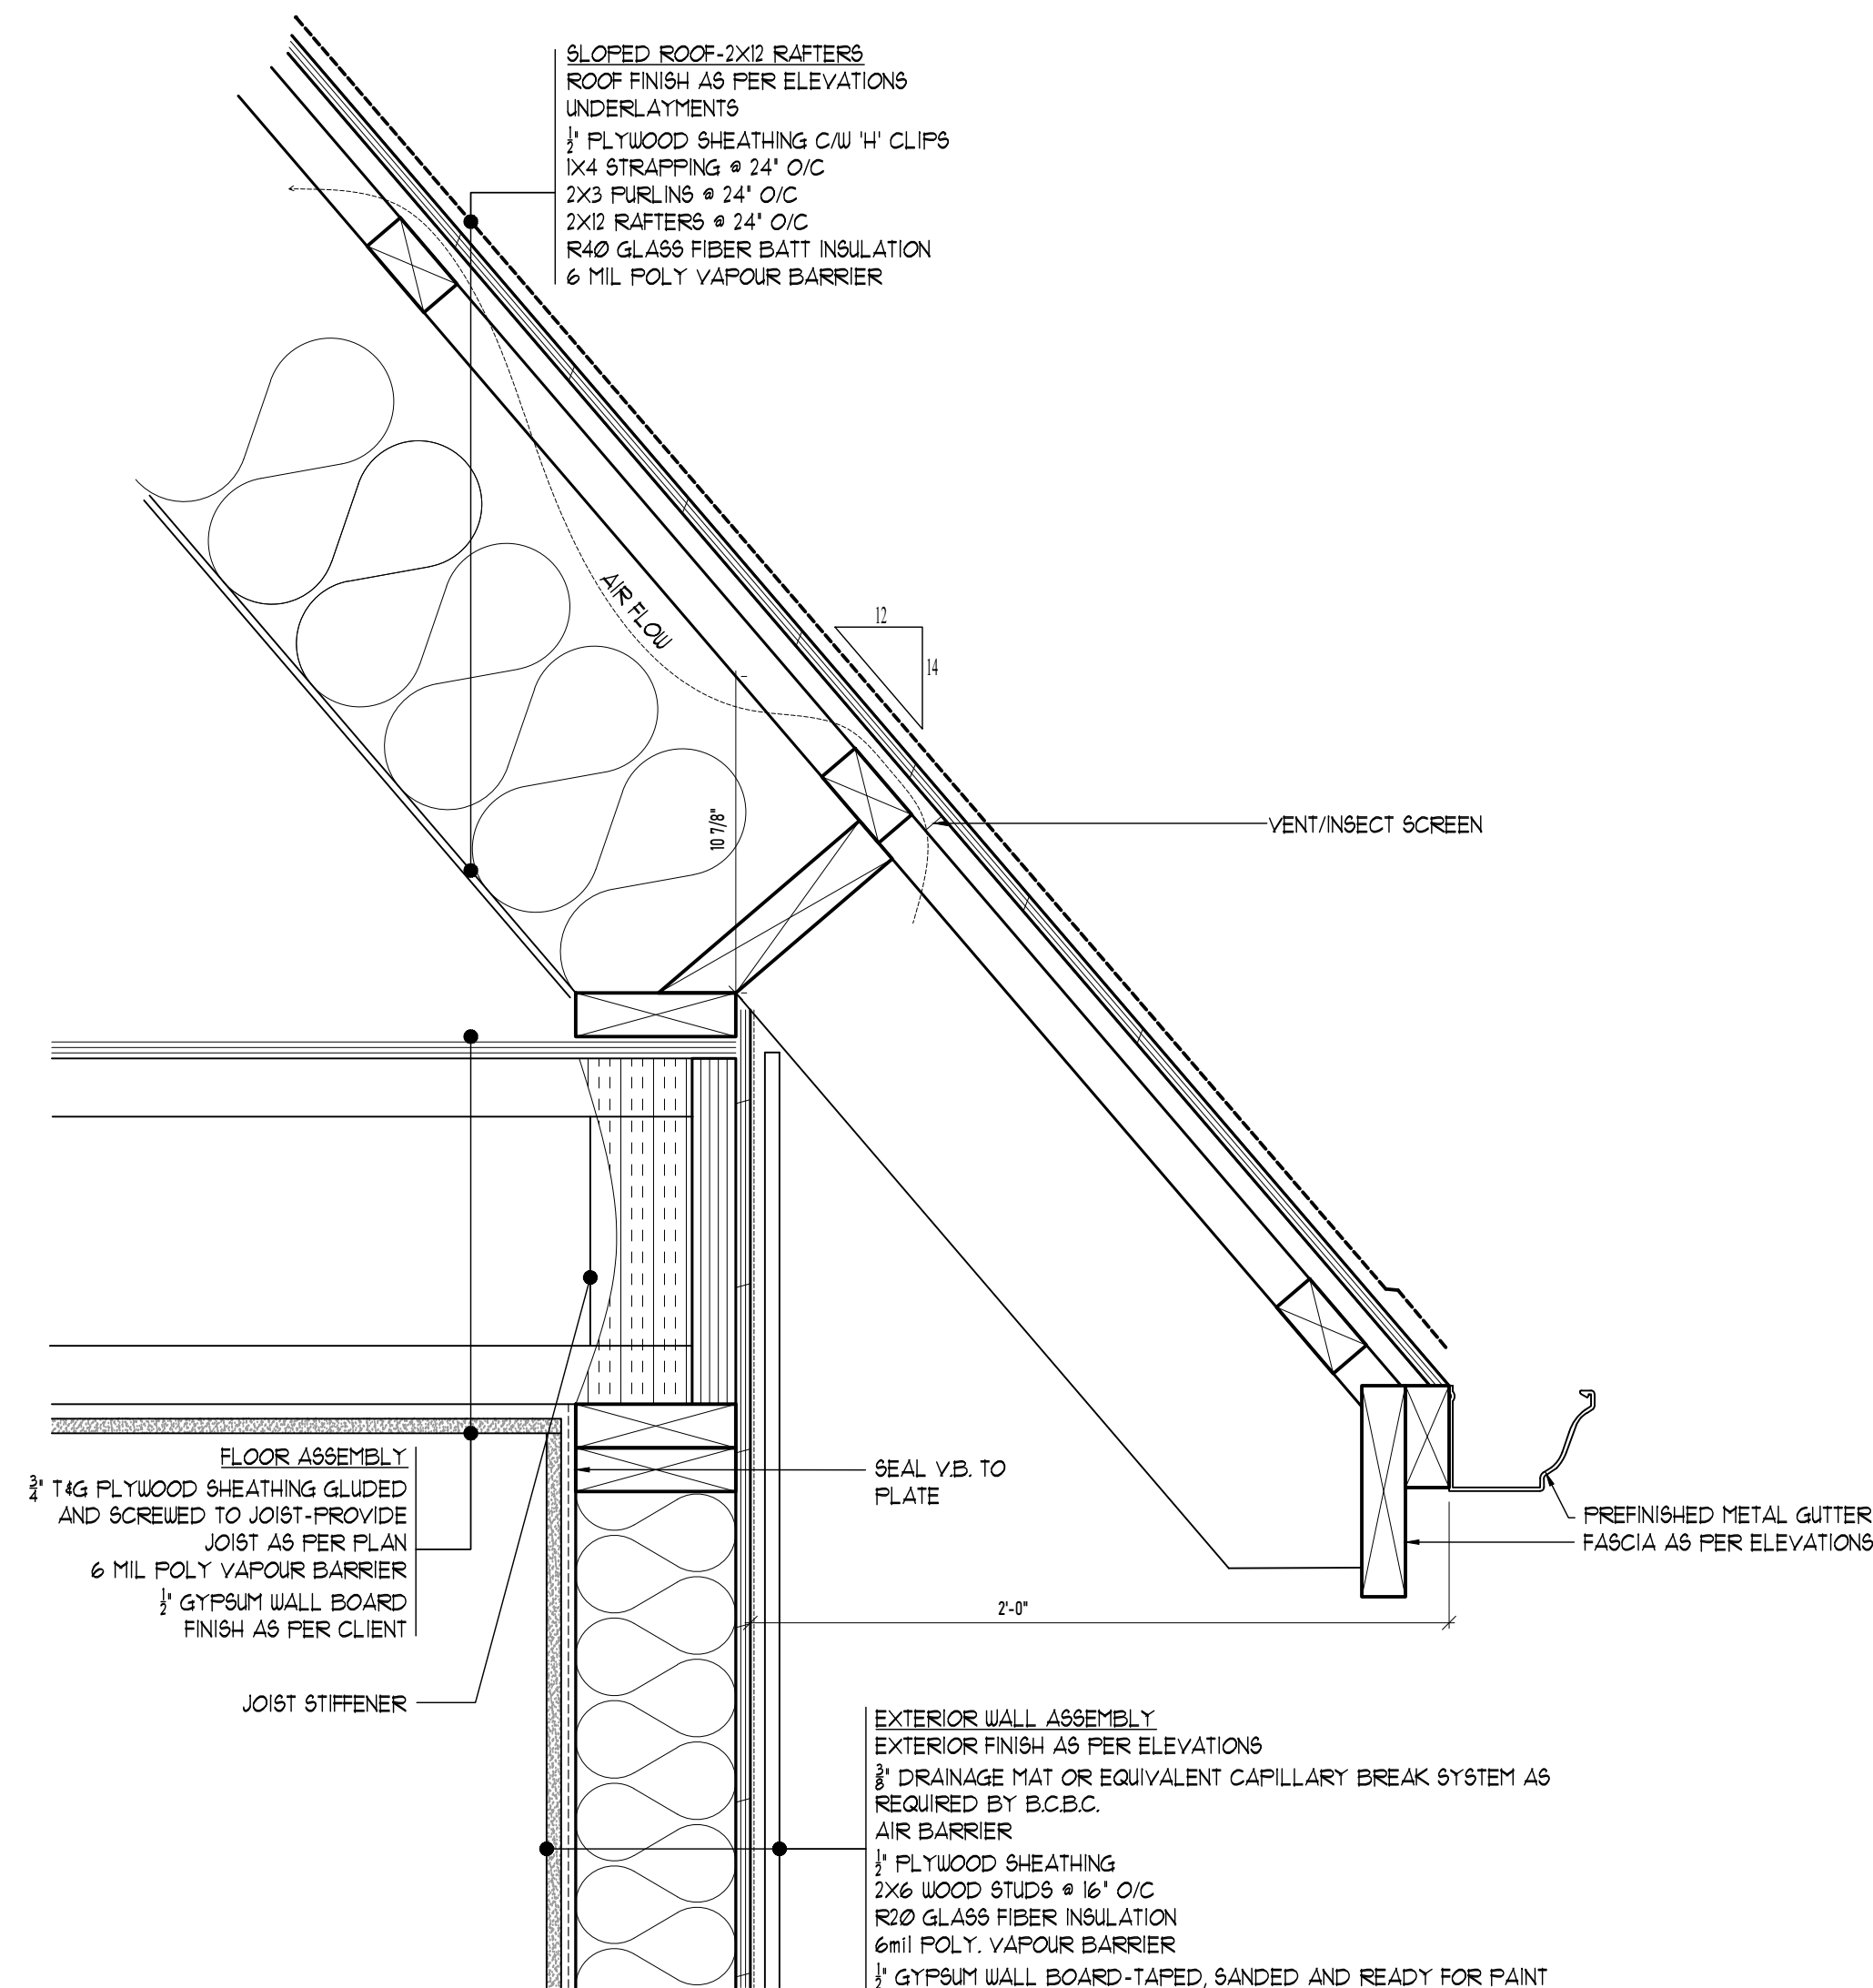 SLOPED ROOF-2X12 RAFTERS
ROOF FINISH AS PER ELEVATIONS
UNDERLAYMENTS
1/2" PLYWOOD SHEATHING C/W 'H' CLIPS
1X4 STRAPPING @ 24" O/C
2X3 PURLINS @ 24" O/C
2X12 RAFTERS @ 24" O/C
R40 GLASS FIBER BATT INSULATION
6 MIL POLY VAPOUR BARRIER
AIR FLOW
12
14
10 7/8"
VENT/INSECT SCREEN
FLOOR ASSEMBLY
3/4" T&G PLYWOOD SHEATHING GLUDED
AND SCREWED TO JOIST-PROVIDE
JOIST AS PER PLAN
6 MIL POLY VAPOUR BARRIER
1/2" GYPSUM WALL BOARD
FINISH AS PER CLIENT
JOIST STIFFENER
SEAL V.B. TO
PLATE
PREFINISHED METAL GUTTER
FASCIA AS PER ELEVATIONS
2'-0"
EXTERIOR WALL ASSEMBLY
EXTERIOR FINISH AS PER ELEVATIONS
3/8" DRAINAGE MAT OR EQUIVALENT CAPILLARY BREAK SYSTEM AS
REQUIRED BY B.C.B.C.
AIR BARRIER
1/2" PLYWOOD SHEATHING
2X6 WOOD STUDS @ 16" O/C
R20 GLASS FIBER INSULATION
6mil POLY. VAPOUR BARRIER
1/2" GYPSUM WALL BOARD-TAPED, SANDED AND READY FOR PAINT